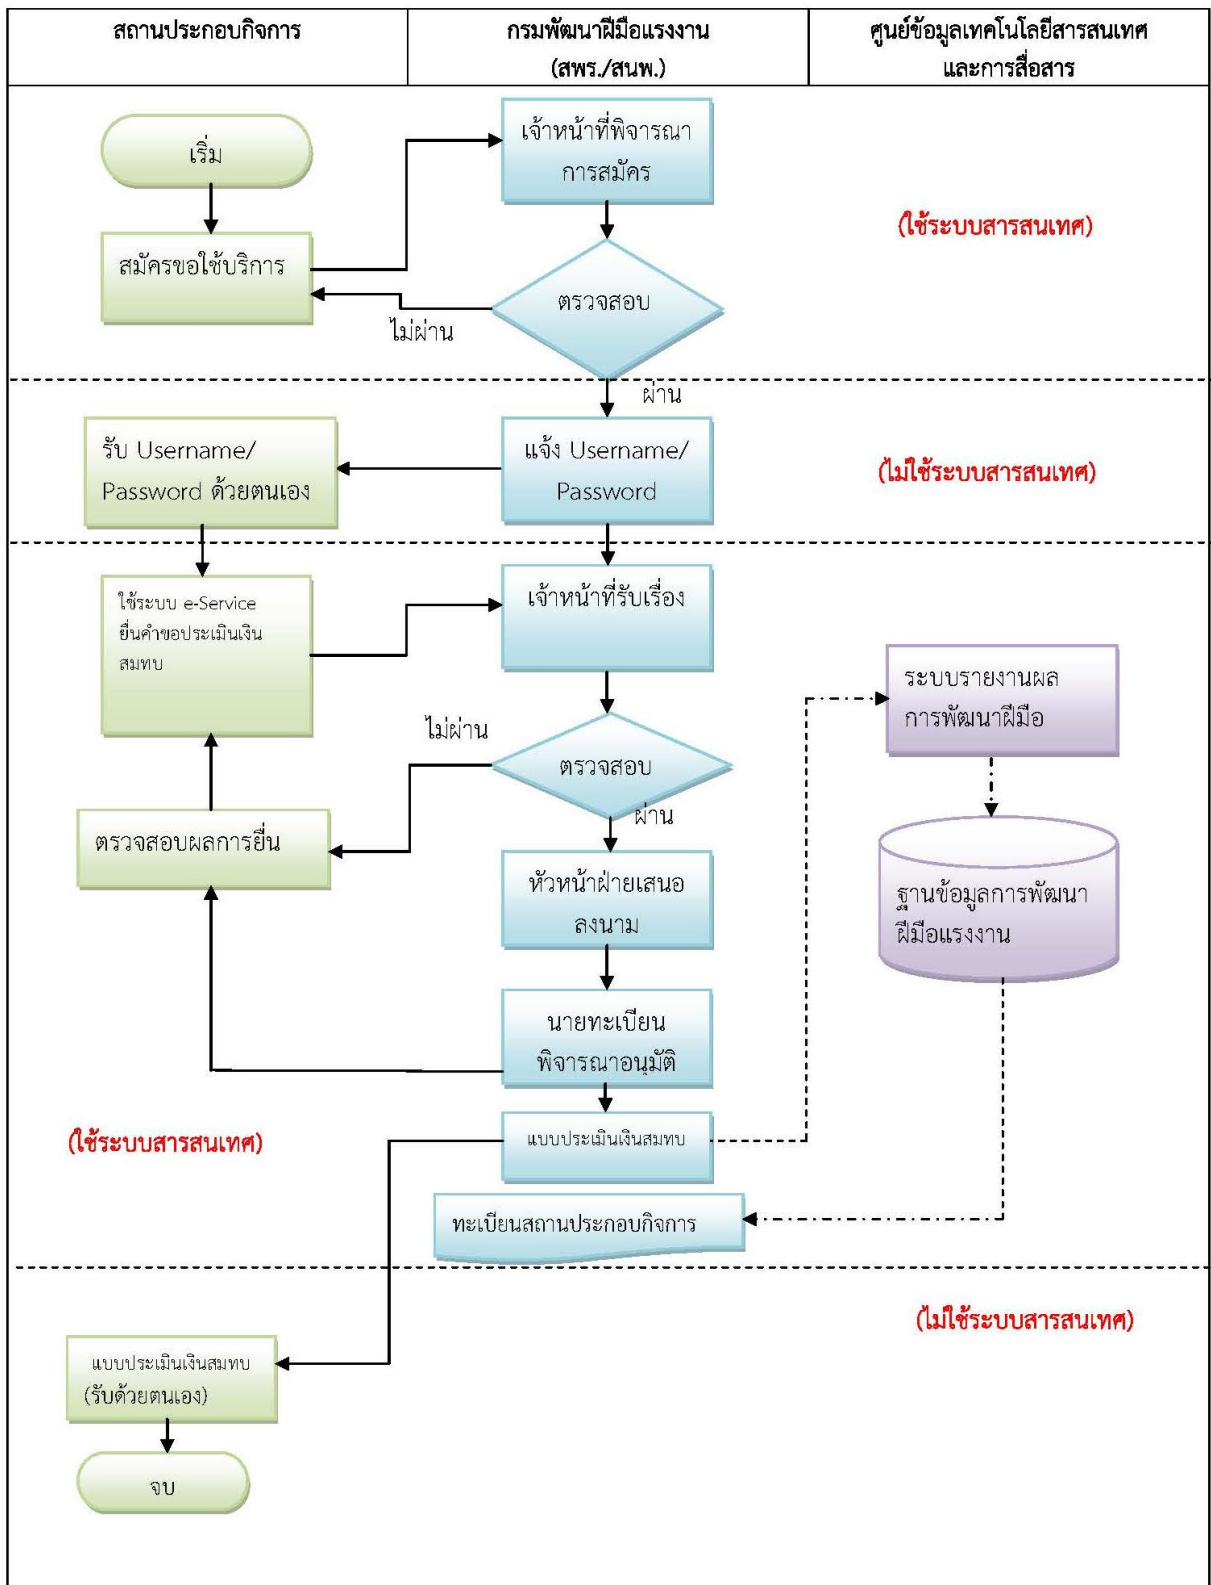 สถานประกอบกิจการ
กรมพัฒนาฝีมือแรงงาน
(สพร./สนพ.)
ศูนย์ข้อมูลเทคโนโลยีสารสนเทศ
และการสื่อสาร
เริ่ม
เจ้าหน้าที่พิจารณา
การสมัคร
(ใช้ระบบสารสนเทศ)
สมัครขอใช้บริการ
ตรวจสอบ
ไม่ผ่าน
ผ่าน
รับ Username/
Password ด้วยตนเอง
แจ้ง Username/
Password
(ไม่ใช้ระบบสารสนเทศ)
ใช้ระบบ e-Service
ยื่นคำขอประเมินเงิน
สมทบ
เจ้าหน้าที่รับเรื่อง
ระบบรายงานผล
การพัฒนาฝีมือ
ไม่ผ่าน
ตรวจสอบ
ผ่าน
ตรวจสอบผลการยื่น
หัวหน้าฝ่ายเสนอ
ลงนาม
ฐานข้อมูลการพัฒนา
ฝีมือแรงงาน
นายทะเบียน
พิจารณาอนุมัติ
(ใช้ระบบสารสนเทศ)
แบบประเมินเงินสมทบ
ทะเบียนสถานประกอบกิจการ
(ไม่ใช้ระบบสารสนเทศ)
แบบประเมินเงินสมทบ
(รับด้วยตนเอง)
จบ